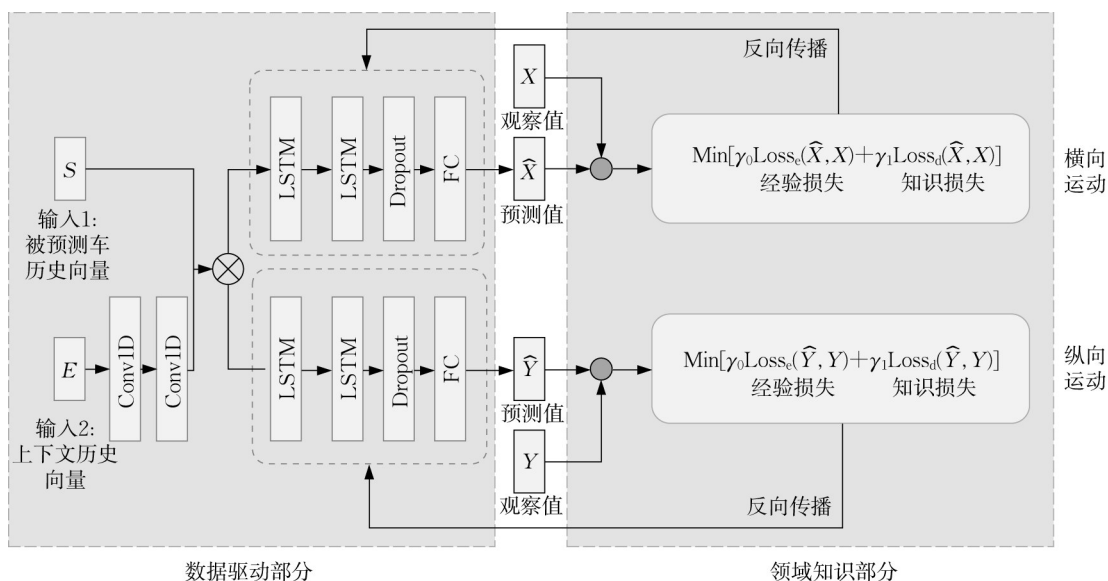 反向传播
X
观察值
S
输入1:
被预测车
历史向量
LSTM
LSTM
Dropout
FC
X̂
预测值
Min[γ₀Lossₑ(X̂, X)+γ₁Loss_d(X̂, X)]
经验损失 知识损失
横向
运动
E
输入2:
上下文历史
向量
Conv1D
Conv1D
LSTM
LSTM
Dropout
FC
Ŷ
预测值
Y
观察值
Min[γ₀Lossₑ(Ŷ, Y)+γ₁Loss_d(Ŷ, Y)]
经验损失 知识损失
纵向
运动
反向传播
数据驱动部分
领域知识部分